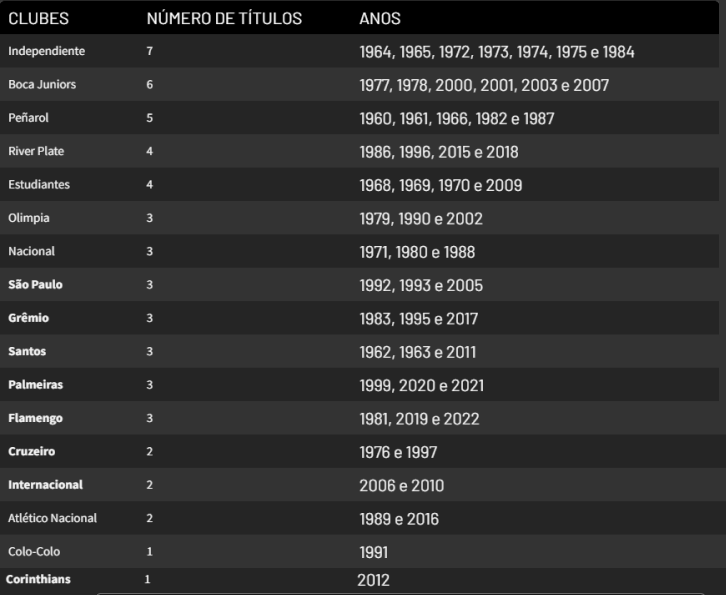 CLUBES NÚMERO DE TÍTULOS ANOS
Independiente 7 1964, 1965, 1972, 1973, 1974, 1975 e 1984
Boca Juniors 6 1977, 1978, 2000, 2001, 2003 e 2007
Peñarol 5 1960, 1961, 1966, 1982 e 1987
River Plate 4 1986, 1996, 2015 e 2018
Estudiantes 4 1968, 1969, 1970 e 2009
Olimpia 3 1979, 1990 e 2002
Nacional 3 1971, 1980 e 1988
São Paulo 3 1992, 1993 e 2005
Grêmio 3 1983, 1995 e 2017
Santos 3 1962, 1963 e 2011
Palmeiras 3 1999, 2020 e 2021
Flamengo 3 1981, 2019 e 2022
Cruzeiro 2 1976 e 1997
Internacional 2 2006 e 2010
Atlético Nacional 2 1989 e 2016
Colo-Colo 1 1991
Corinthians 1 2012